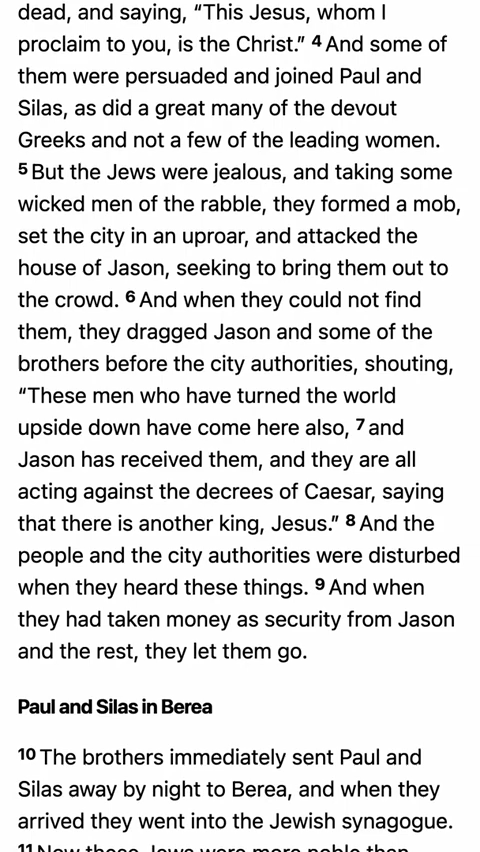 dead, and saying, “This Jesus, whom I
proclaim to you, is the Christ.” 4 And some of
them were persuaded and joined Paul and
Silas, as did a great many of the devout
Greeks and not a few of the leading women.
5 But the Jews were jealous, and taking some
wicked men of the rabble, they formed a mob,
set the city in an uproar, and attacked the
house of Jason, seeking to bring them out to
the crowd. 6 And when they could not find
them, they dragged Jason and some of the
brothers before the city authorities, shouting,
“These men who have turned the world
upside down have come here also, 7 and
Jason has received them, and they are all
acting against the decrees of Caesar, saying
that there is another king, Jesus.” 8 And the
people and the city authorities were disturbed
when they heard these things. 9 And when
they had taken money as security from Jason
and the rest, they let them go.
Paul and Silas in Berea
10 The brothers immediately sent Paul and
Silas away by night to Berea, and when they
arrived they went into the Jewish synagogue.
11 Now these Jews were more noble than